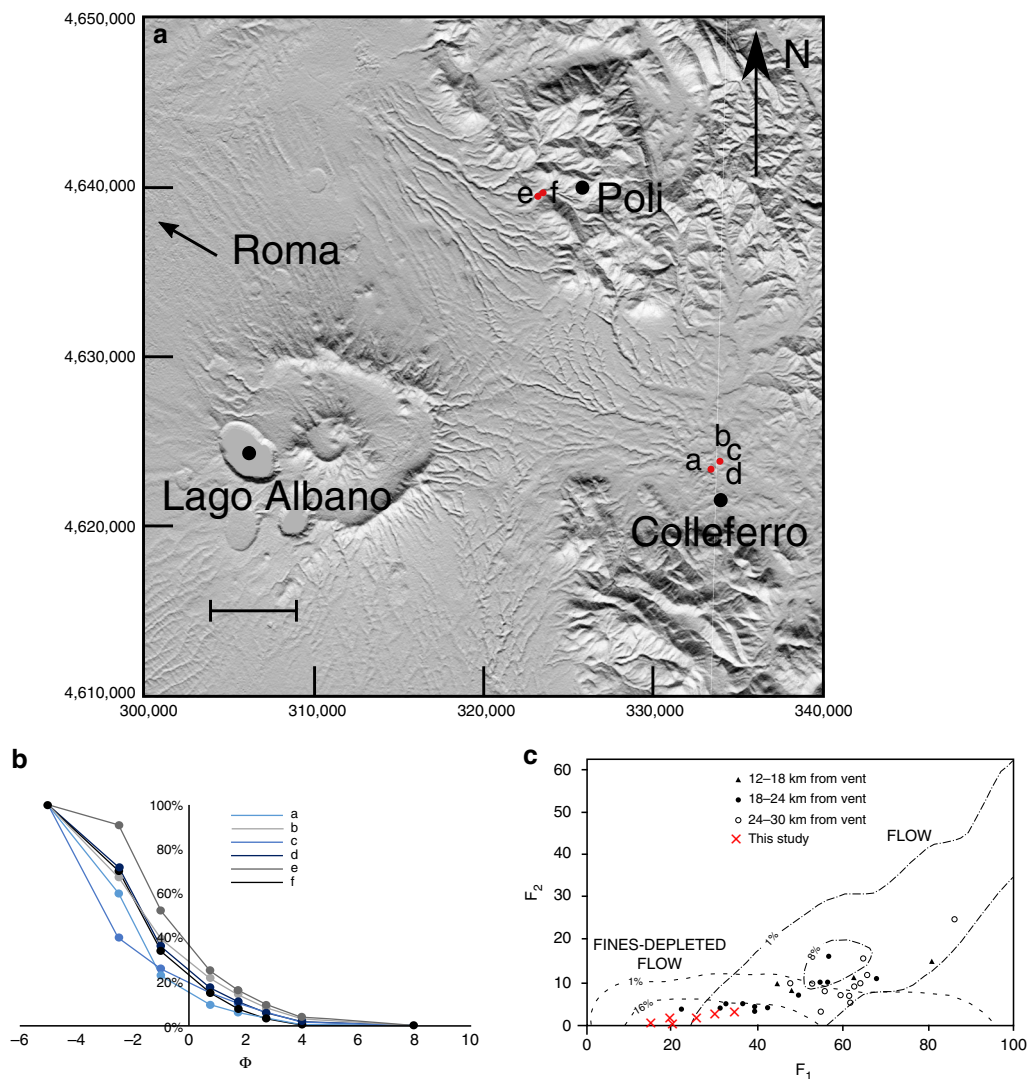 a
N
4,650,000
4,640,000
4,630,000
4,620,000
4,610,000
e f
Poli
Roma
b
a c
d
Lago Albano
Colleferro
300,000 310,000 320,000 330,000 340,000
b
100%
80%
60%
40%
20%
0%
a
b
c
d
e
f
−6 −4 −2 0 2 4 6 8 10
Φ
c
60
50
40
30
20
10
0
F2
12–18 km from vent
18–24 km from vent
24–30 km from vent
This study
FLOW
1%
8%
FINES-DEPLETED
FLOW
1%
16%
0 20 40 60 80 100
F1